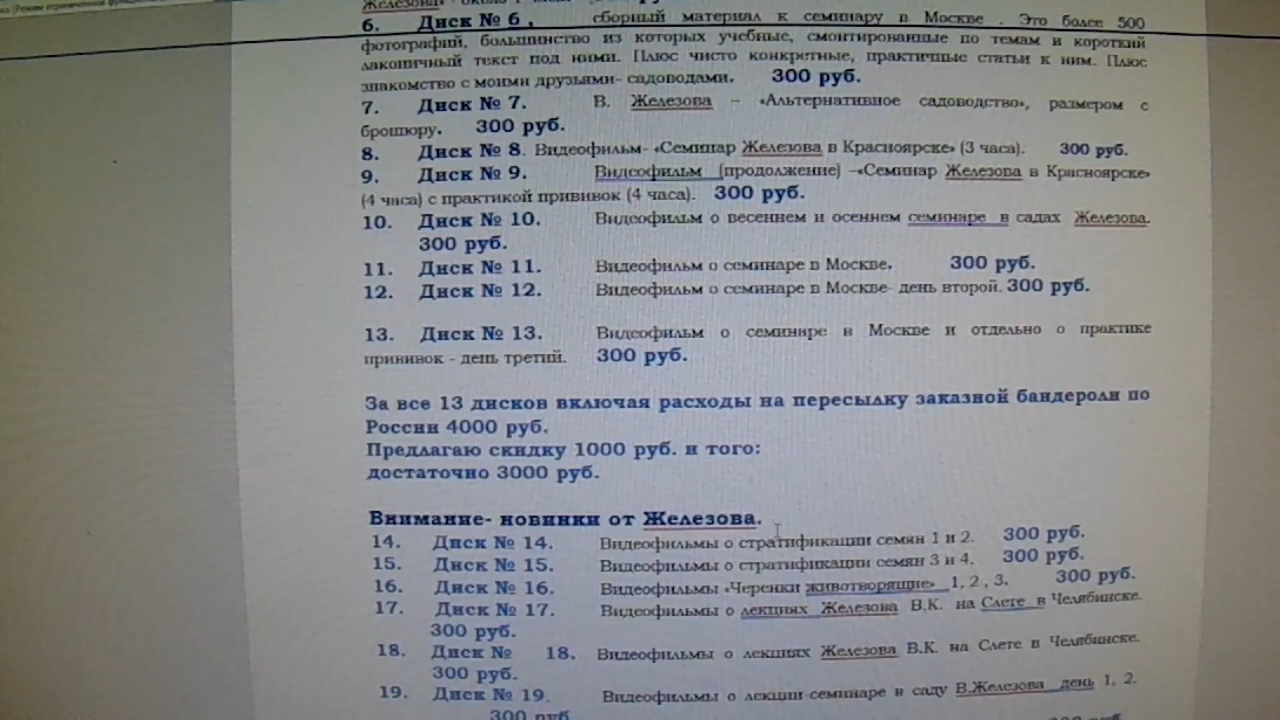 Железова
6. Диск № 6 , сборный материал к семинару в Москве . Это более 500
фотографий, большинство из которых учебные, смонтированные по темам и короткий
лаконичный текст под ними. Плюс чисто конкретные, практичные статьи к ним. Плюс
знакомство с моими друзьями- садоводами. 300 руб.
7. Диск № 7. В. Железова – «Альтернативное садоводство», размером с
брошюру. 300 руб.
8. Диск № 8. Видеофильм- «Семинар Железова в Красноярске» (3 часа). 300 руб.
9. Диск № 9. Видеофильм (продолжение) –«Семинар Железова в Красноярске»
(4 часа) с практикой прививок (4 часа). 300 руб.
10. Диск № 10. Видеофильм о весеннем и осеннем семинаре в садах Железова.
300 руб.
11. Диск № 11. Видеофильм о семинаре в Москве. 300 руб.
12. Диск № 12. Видеофильм о семинаре в Москве- день второй. 300 руб.
13. Диск № 13. Видеофильм о семинаре в Москве и отдельно о практике
прививок - день третий. 300 руб.
За все 13 дисков включая расходы на пересылку заказной бандероли по
России 4000 руб.
Предлагаю скидку 1000 руб. и того:
достаточно 3000 руб.
Внимание- новинки от Железова.
14. Диск № 14. Видеофильмы о стратификации семян 1 и 2. 300 руб.
15. Диск № 15. Видеофильмы о стратификации семян 3 и 4. 300 руб.
16. Диск № 16. Видеофильмы «Черенки животворящие» 1, 2 , 3. 300 руб.
17. Диск № 17. Видеофильмы о лекциях Железова В.К. на Слете в Челябинске.
300 руб.
18. Диск № 18. Видеофильмы о лекциях Железова В.К. на Слете в Челябинске.
300 руб.
19. Диск № 19. Видеофильмы о лекции-семинаре в саду В.Железова день 1, 2.
300 руб